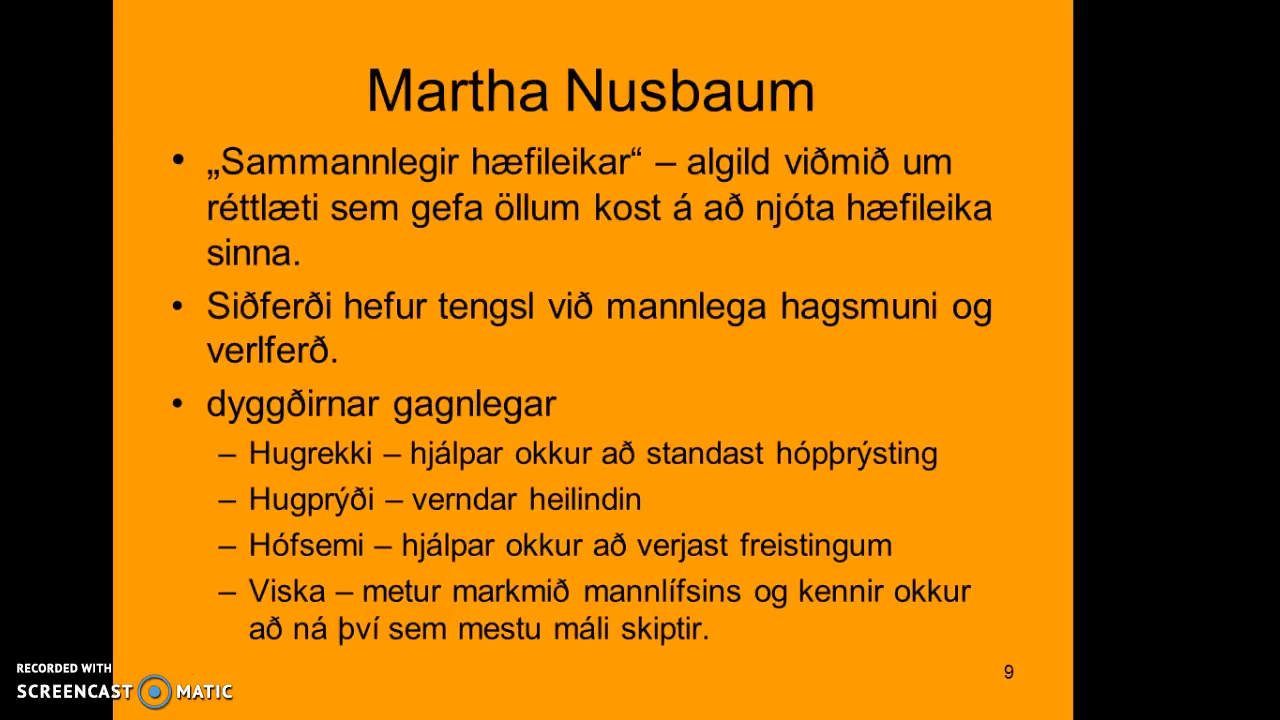 Martha Nusbaum
• „Sammannlegir hæfileikar“ – algild viðmið um
réttlæti sem gefa öllum kost á að njóta hæfileika
sinna.
• Siðferði hefur tengsl við mannlega hagsmuni og
verlferð.
• dyggðirnar gagnlegar
– Hugrekki – hjálpar okkur að standast hópþrýsting
– Hugprýði – verndar heilindin
– Hófsemi – hjálpar okkur að verjast freistingum
– Viska – metur markmið mannlífsins og kennir okkur
að ná því sem mestu máli skiptir.
9
RECORDED WITH
SCREENCAST MATIC